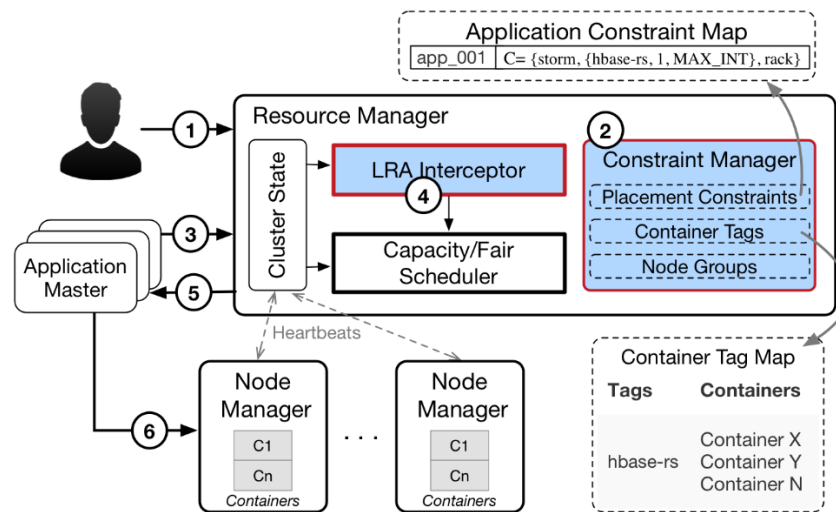 Application Constraint Map
app_001 C= {storm, {hbase-rs, 1, MAX_INT}, rack}
1
Resource Manager
2
Cluster State
LRA Interceptor
4
Constraint Manager
Placement Constraints
Container Tags
Node Groups
Capacity/Fair
Scheduler
3
Application
Master
5
Heartbeats
6
Node
Manager
C1
Cn
Containers
. . .
Node
Manager
C1
Cn
Containers
Container Tag Map
Tags Containers
hbase-rs
Container X
Container Y
Container N